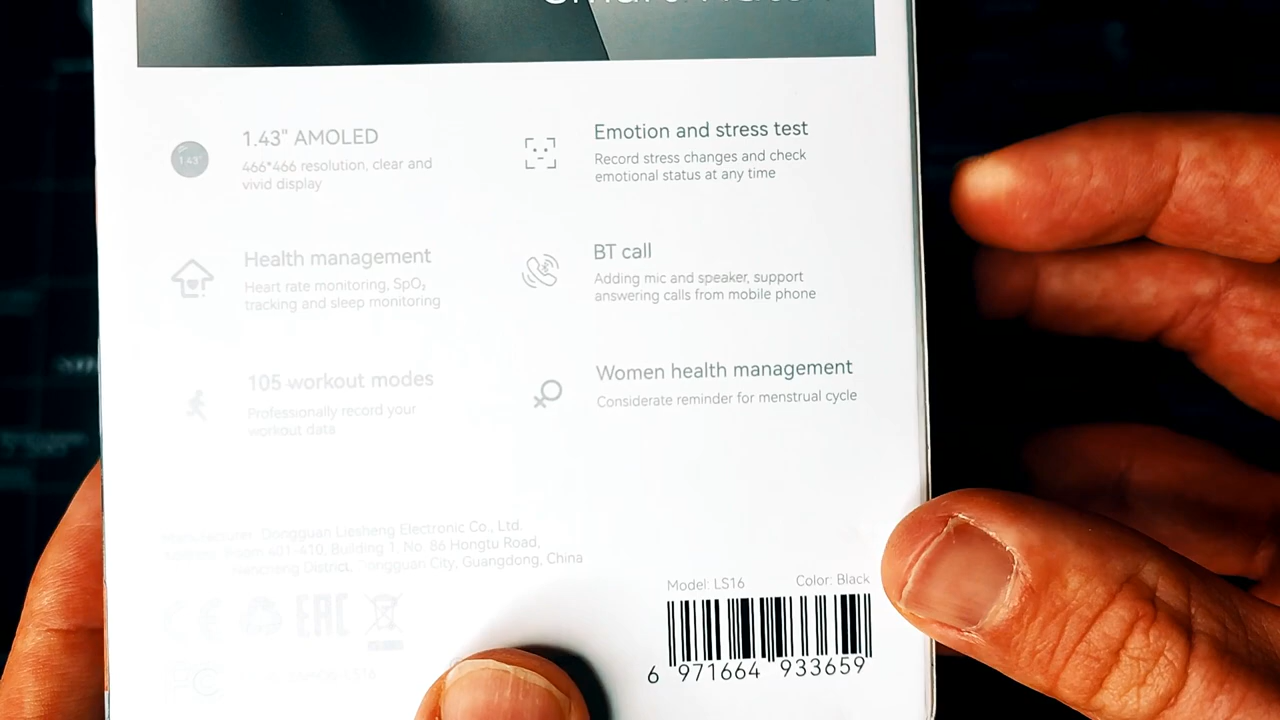 1.43" AMOLED
466*466 resolution, clear and
vivid display
1.43"
Emotion and stress test
Record stress changes and check
emotional status at any time
Health management
Heart rate monitoring, SpO₂
tracking and sleep monitoring
BT call
Adding mic and speaker, support
answering calls from mobile phone
105 workout modes
Professionally record your
workout data
Women health management
Considerate reminder for menstrual cycle
Manufacturer: Dongguan Liesheng Electronic Co., Ltd.
Room 401-410, Building 1, No. 86 Hongtu Road,
Nancheng District, Dongguan City, Guangdong, China
EAC
Model: LS16
Color: Black
6 971664 933659